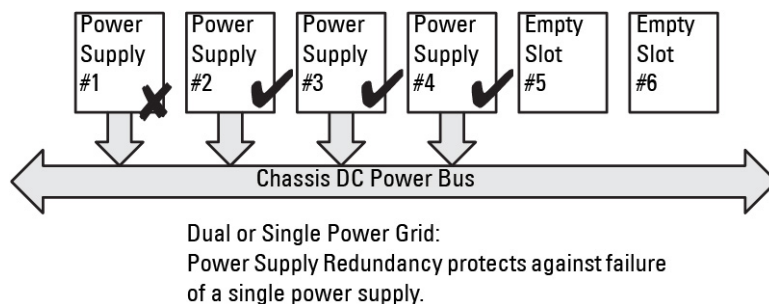 Power
Supply
#1
Power
Supply
#2
Power
Supply
#3
Power
Supply
#4
Empty
Slot
#5
Empty
Slot
#6
Chassis DC Power Bus
Dual or Single Power Grid:
Power Supply Redundancy protects against failure
of a single power supply.